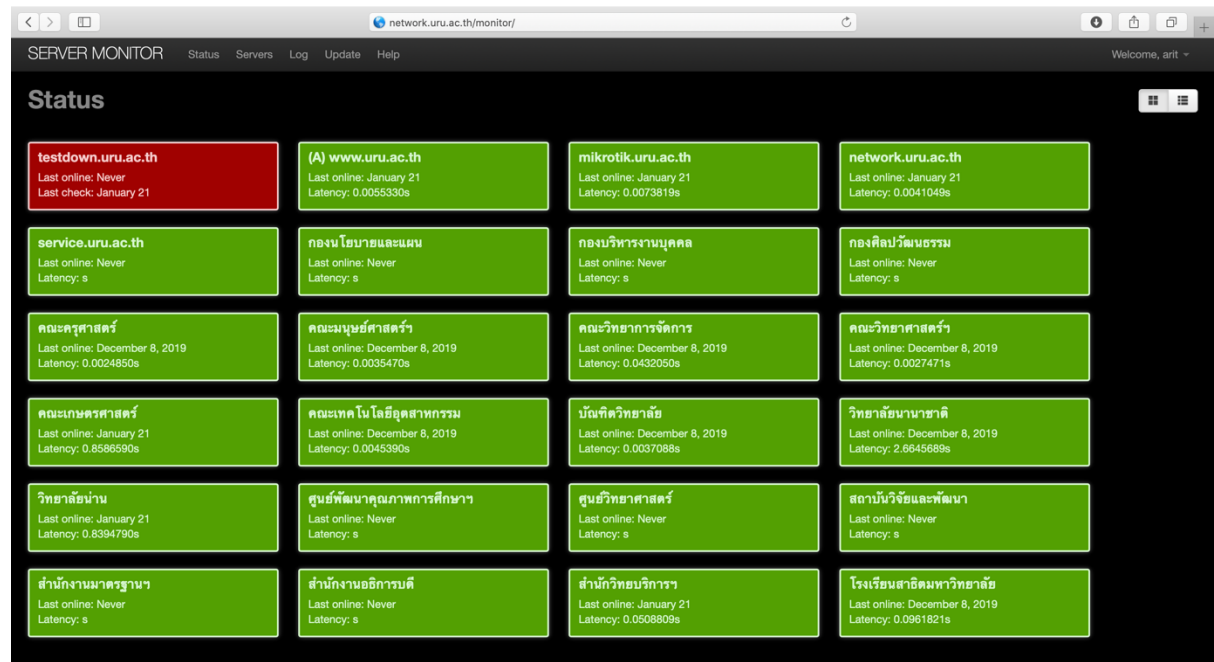 network.uru.ac.th/monitor/
SERVER MONITOR Status Servers Log Update Help Welcome, arit
Status
testdown.uru.ac.th
Last online: Never
Last check: January 21
(A) www.uru.ac.th
Last online: January 21
Latency: 0.0055330s
mikrotik.uru.ac.th
Last online: January 21
Latency: 0.0073819s
network.uru.ac.th
Last online: January 21
Latency: 0.0041049s
service.uru.ac.th
Last online: Never
Latency: s
กองนโยบายและแผน
Last online: Never
Latency: s
กองบริหารงานบุคคล
Last online: Never
Latency: s
กองศิลปวัฒนธรรม
Last online: Never
Latency: s
คณะครุศาสตร์
Last online: December 8, 2019
Latency: 0.0024850s
คณะมนุษย์ศาสตร์ฯ
Last online: December 8, 2019
Latency: 0.0035470s
คณะวิทยาการจัดการ
Last online: December 8, 2019
Latency: 0.0432050s
คณะวิทยาศาสตร์ฯ
Last online: December 8, 2019
Latency: 0.0027471s
คณะเกษตรศาสตร์
Last online: January 21
Latency: 0.8586590s
คณะเทคโนโลยีอุตสาหกรรม
Last online: December 8, 2019
Latency: 0.0045390s
บัณฑิตวิทยาลัย
Last online: December 8, 2019
Latency: 0.0037088s
วิทยาลัยนานาชาติ
Last online: December 8, 2019
Latency: 2.6645689s
วิทยาลัยน่าน
Last online: January 21
Latency: 0.8394790s
ศูนย์พัฒนาคุณภาพการศึกษาฯ
Last online: Never
Latency: s
ศูนย์วิทยาศาสตร์
Last online: Never
Latency: s
สถาบันวิจัยและพัฒนา
Last online: Never
Latency: s
สำนักงานมาตรฐานฯ
Last online: Never
Latency: s
สำนักงานอธิการบดี
Last online: Never
Latency: s
สำนักวิทยบริการฯ
Last online: January 21
Latency: 0.0508809s
โรงเรียนสาธิตมหาวิทยาลัย
Last online: December 8, 2019
Latency: 0.0961821s